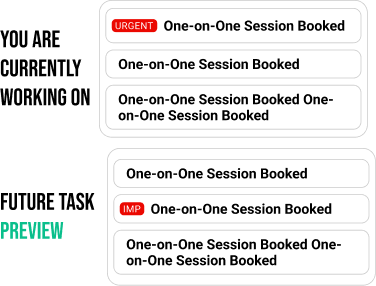 YOU ARE
CURRENTLY
WORKING ON
URGENT One-on-One Session Booked
One-on-One Session Booked
One-on-One Session Booked One-
on-One Session Booked
FUTURE TASK
PREVIEW
One-on-One Session Booked
IMP One-on-One Session Booked
One-on-One Session Booked One-
on-One Session Booked